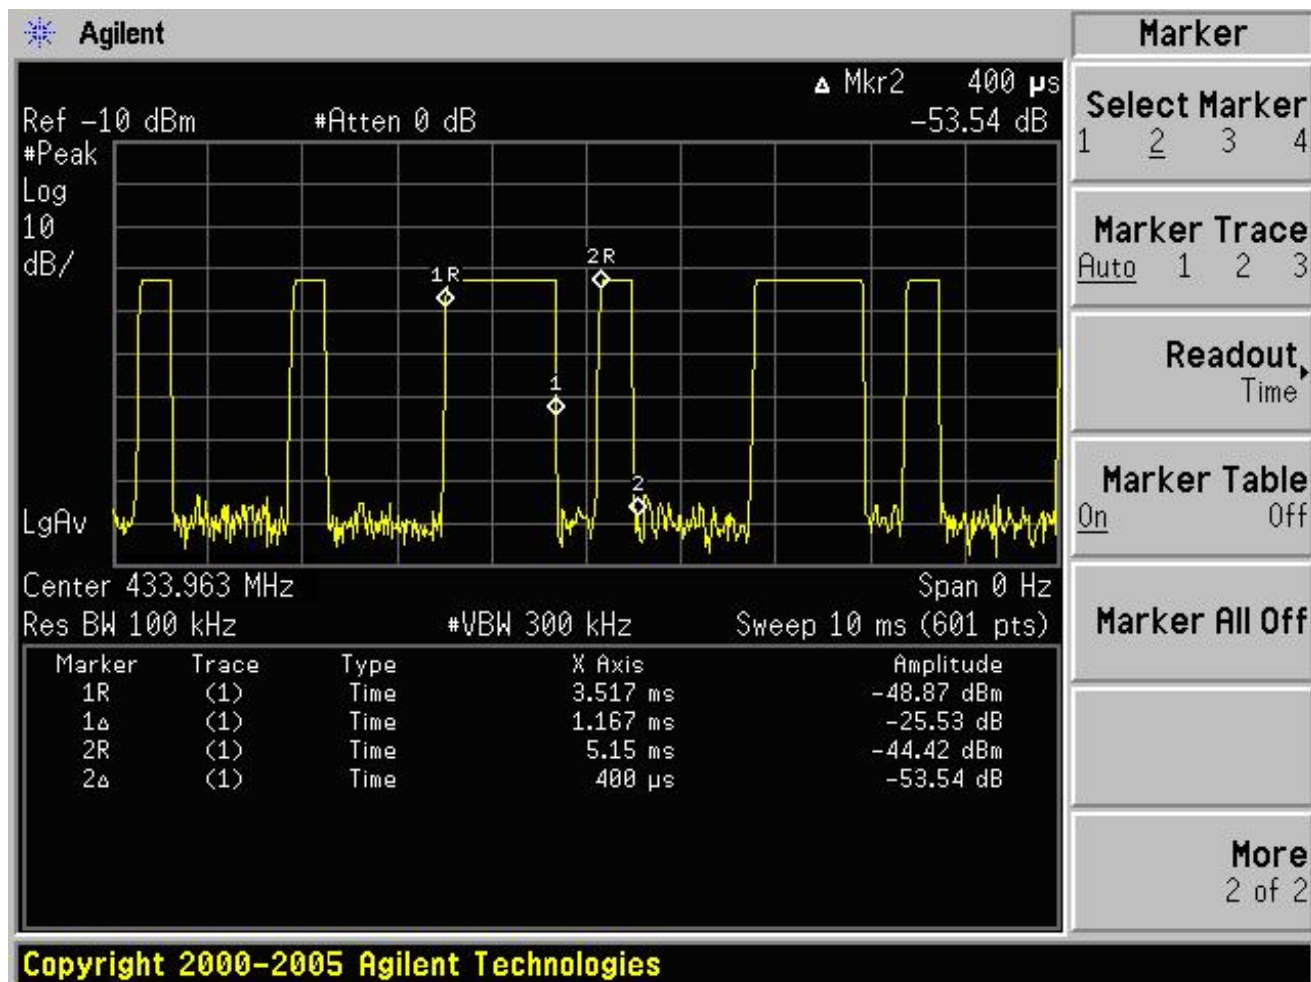 Agilent
Marker
Δ Mkr2 400 µs
Ref -10 dBm #Atten 0 dB -53.54 dB
#Peak
Log
10
dB/
1R
2R
1
2
LgAv
Center 433.963 MHz Span 0 Hz
Res BW 100 kHz #VBW 300 kHz Sweep 10 ms (601 pts)
Marker Trace Type X Axis Amplitude
1R (1) Time 3.517 ms -48.87 dBm
1Δ (1) Time 1.167 ms -25.53 dB
2R (1) Time 5.15 ms -44.42 dBm
2Δ (1) Time 400 µs -53.54 dB
Select Marker
1 2 3 4
Marker Trace
Auto 1 2 3
Readout
Time
Marker Table
On Off
Marker All Off
More
2 of 2
Copyright 2000-2005 Agilent Technologies